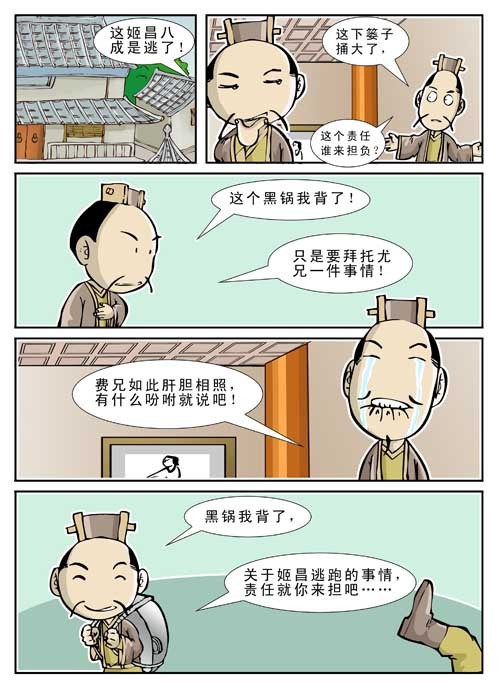 这姬昌八
成是逃了！
这下篓子
捅大了，
这个责任
谁来担负？
这个黑锅我背了！
只是要拜托尤
兄一件事情！
费兄如此肝胆相照，
有什么吩咐就说吧！
黑锅我背了，
关于姬昌逃跑的事情，
责任就你来担吧……